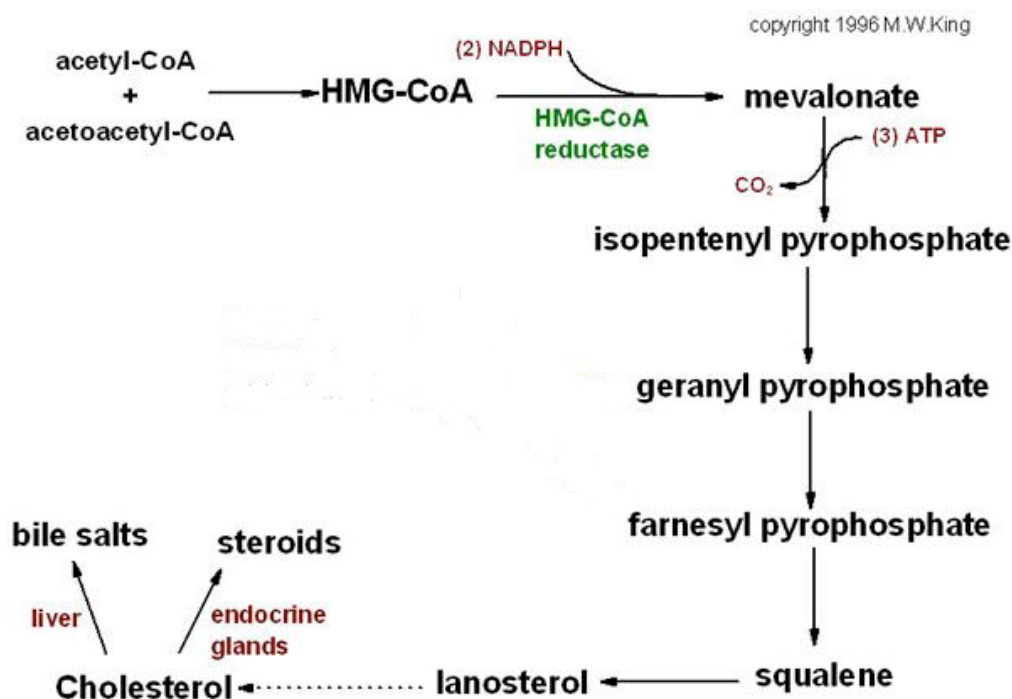 copyright 1996 M.W.King
acetyl-CoA
+
acetoacetyl-CoA
HMG-CoA
(2) NADPH
HMG-CoA
reductase
mevalonate
(3) ATP
CO₂
isopentenyl pyrophosphate
geranyl pyrophosphate
farnesyl pyrophosphate
squalene
lanosterol
Cholesterol
liver
bile salts
endocrine
glands
steroids